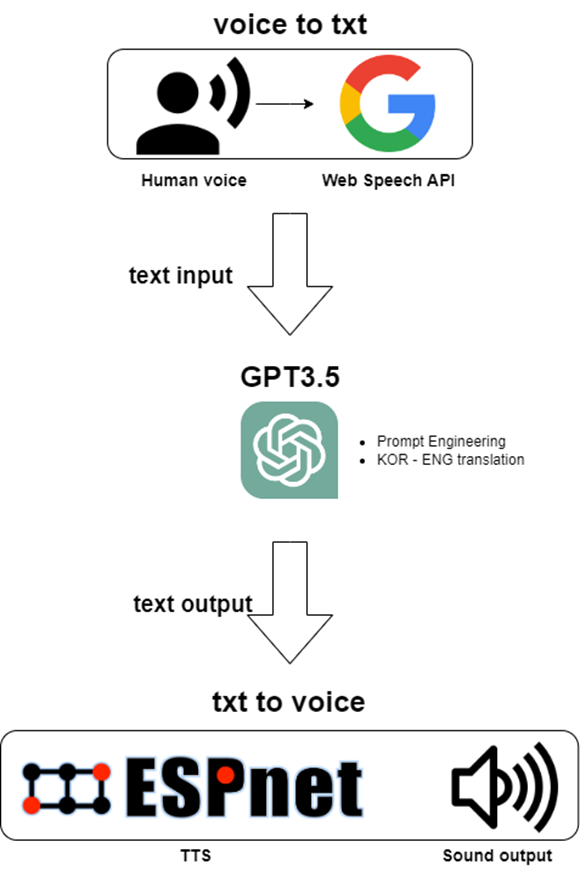 voice to txt
Human voice
Web Speech API
text input
GPT3.5
• Prompt Engineering
• KOR - ENG translation
text output
txt to voice
ESPnet
TTS
Sound output